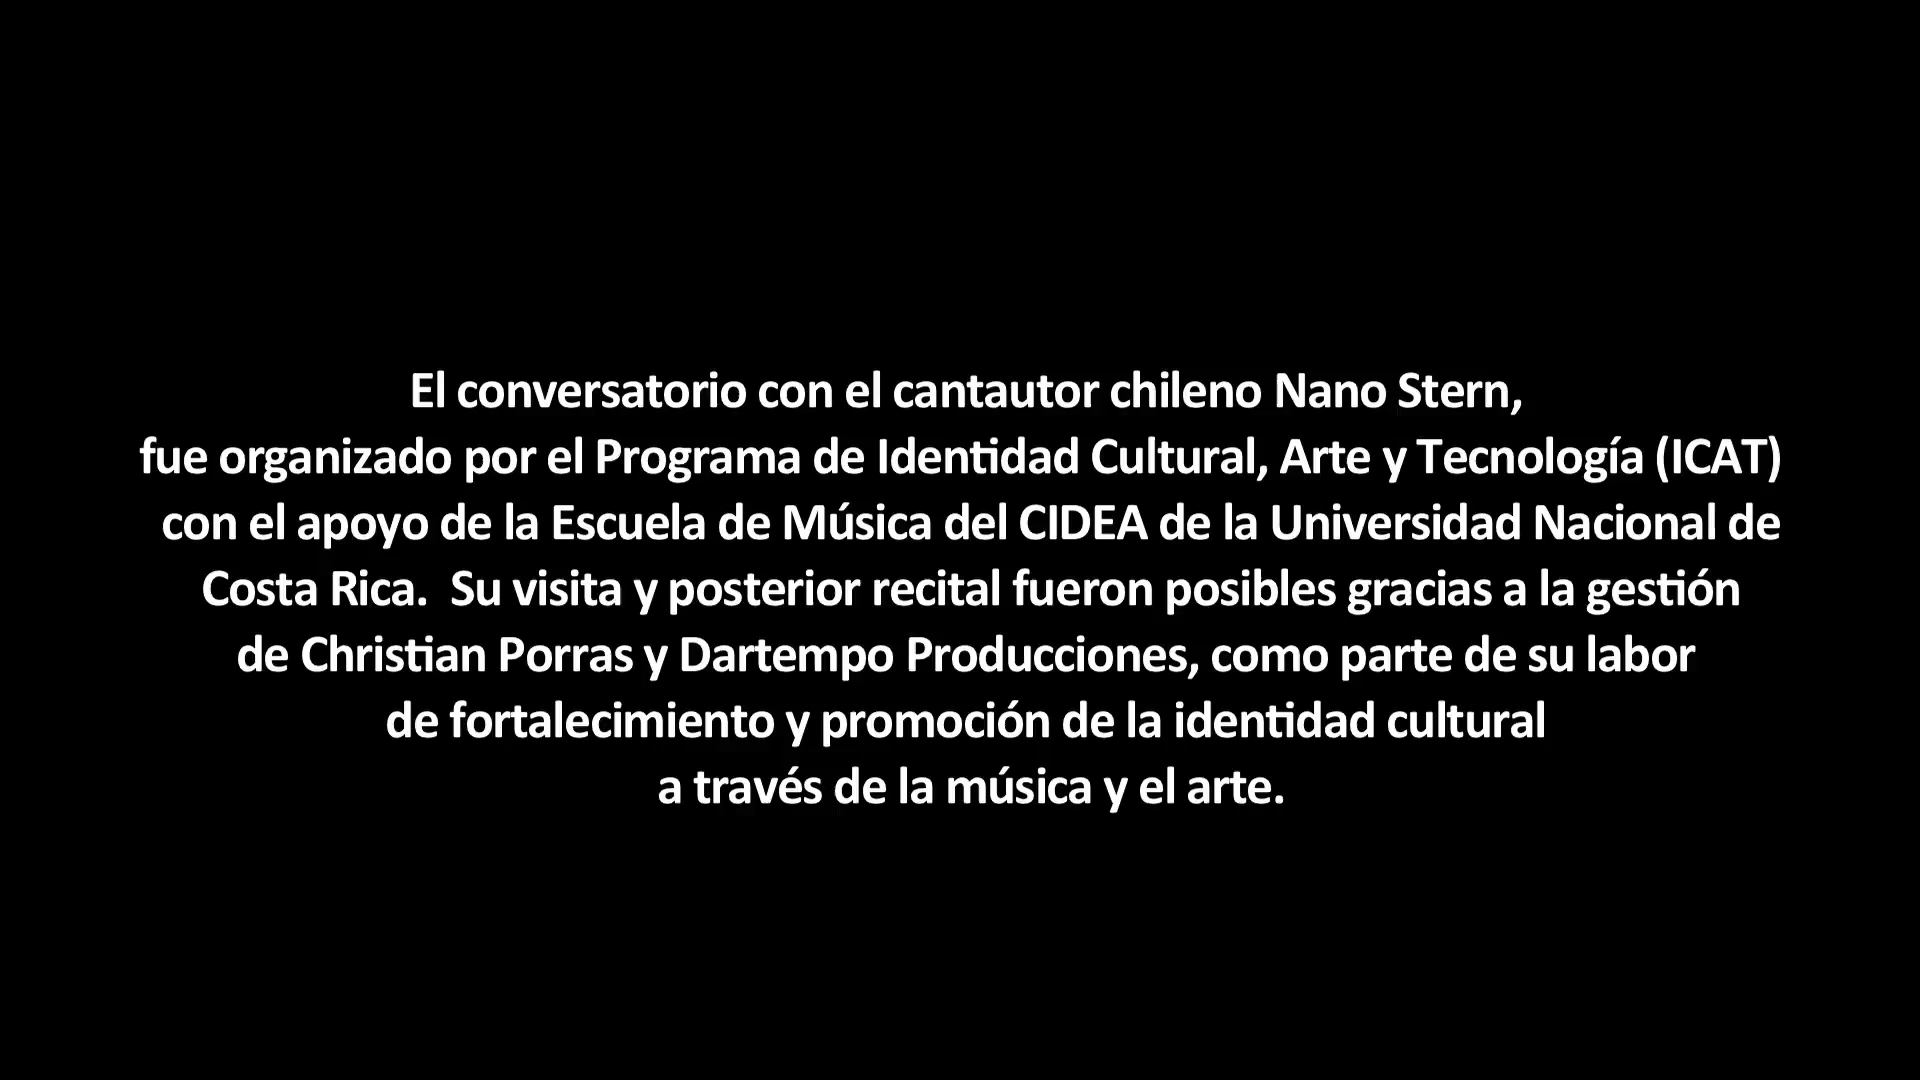 El conversatorio con el cantautor chileno Nano Stern,
fue organizado por el Programa de Identidad Cultural, Arte y Tecnología (ICAT)
con el apoyo de la Escuela de Música del CIDEA de la Universidad Nacional de
Costa Rica.  Su visita y posterior recital fueron posibles gracias a la gestión
de Christian Porras y Dartempo Producciones, como parte de su labor
de fortalecimiento y promoción de la identidad cultural
a través de la música y el arte.